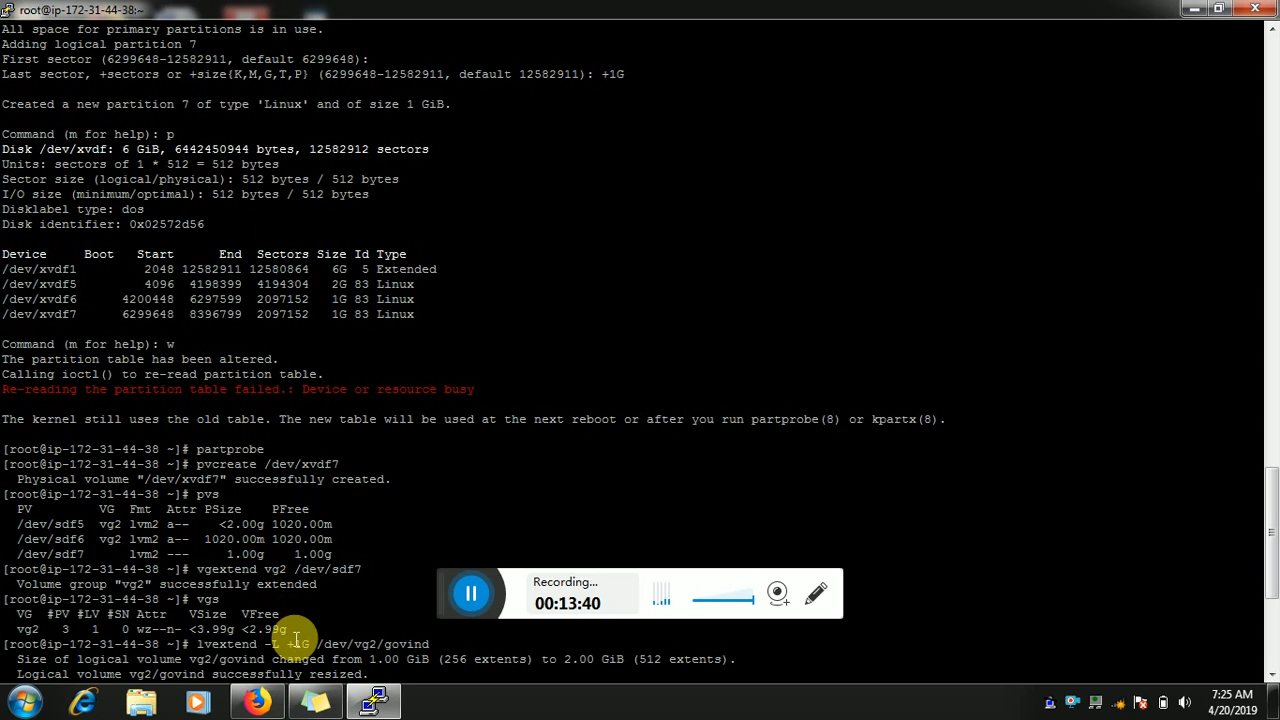 root@ip-172-31-44-38:~
All space for primary partitions is in use.
Adding logical partition 7
First sector (6299648-12582911, default 6299648):
Last sector, +sectors or +size{K,M,G,T,P} (6299648-12582911, default 12582911): +1G
Created a new partition 7 of type 'Linux' and of size 1 GiB.
Command (m for help): p
Disk /dev/xvdf: 6 GiB, 6442450944 bytes, 12582912 sectors
Units: sectors of 1 * 512 = 512 bytes
Sector size (logical/physical): 512 bytes / 512 bytes
I/O size (minimum/optimal): 512 bytes / 512 bytes
Disklabel type: dos
Disk identifier: 0x02572d56
Device Boot Start End Sectors Size Id Type
/dev/xvdf1 2048 12582911 12580864 6G 5 Extended
/dev/xvdf5 4096 4198399 4194304 2G 83 Linux
/dev/xvdf6 4200448 6297599 2097152 1G 83 Linux
/dev/xvdf7 6299648 8396799 2097152 1G 83 Linux
Command (m for help): w
The partition table has been altered.
Calling ioctl() to re-read partition table.
Re-reading the partition table failed.: Device or resource busy
The kernel still uses the old table. The new table will be used at the next reboot or after you run partprobe(8) or kpartx(8).
[root@ip-172-31-44-38 ~]# partprobe
[root@ip-172-31-44-38 ~]# pvcreate /dev/xvdf7
Physical volume "/dev/xvdf7" successfully created.
[root@ip-172-31-44-38 ~]# pvs
PV VG Fmt Attr PSize PFree
/dev/sdf5 vg2 lvm2 a-- <2.00g 1020.00m
/dev/sdf6 vg2 lvm2 a-- 1020.00m 1020.00m
/dev/sdf7 lvm2 --- 1.00g 1.00g
[root@ip-172-31-44-38 ~]# vgextend vg2 /dev/sdf7
Volume group "vg2" successfully extended
[root@ip-172-31-44-38 ~]# vgs
VG #PV #LV #SN Attr VSize VFree
vg2 3 1 0 wz--n- <3.99g <2.99g
[root@ip-172-31-44-38 ~]# lvextend -L +1G /dev/vg2/govind
Size of logical volume vg2/govind changed from 1.00 GiB (256 extents) to 2.00 GiB (512 extents).
Logical volume vg2/govind successfully resized.
Recording...
00:13:40
7:25 AM
4/20/2019